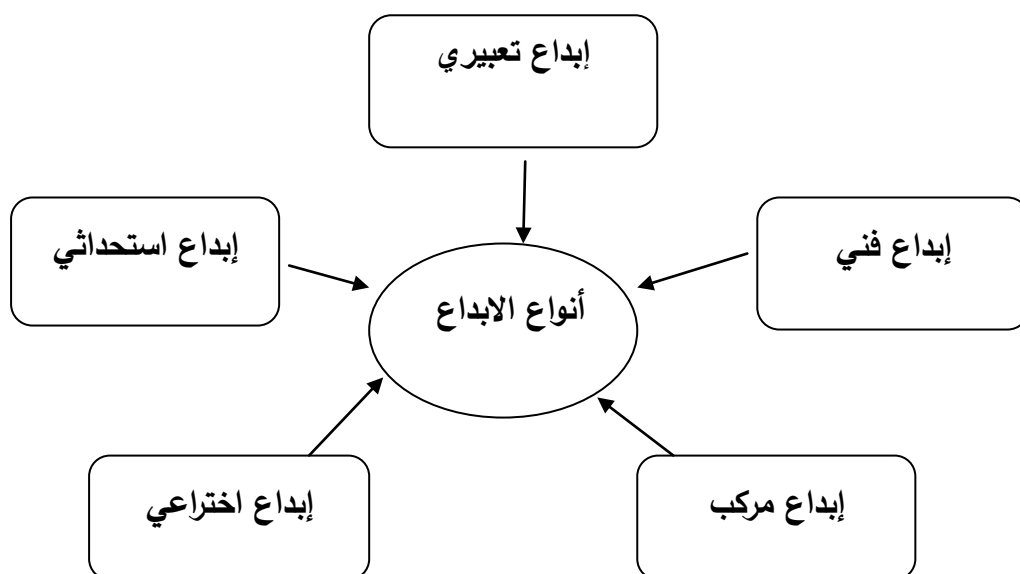 إبداع تعبيري
إبداع فني
إبداع استحداثي
أنواع الابداع
إبداع مركب
إبداع اختراعي